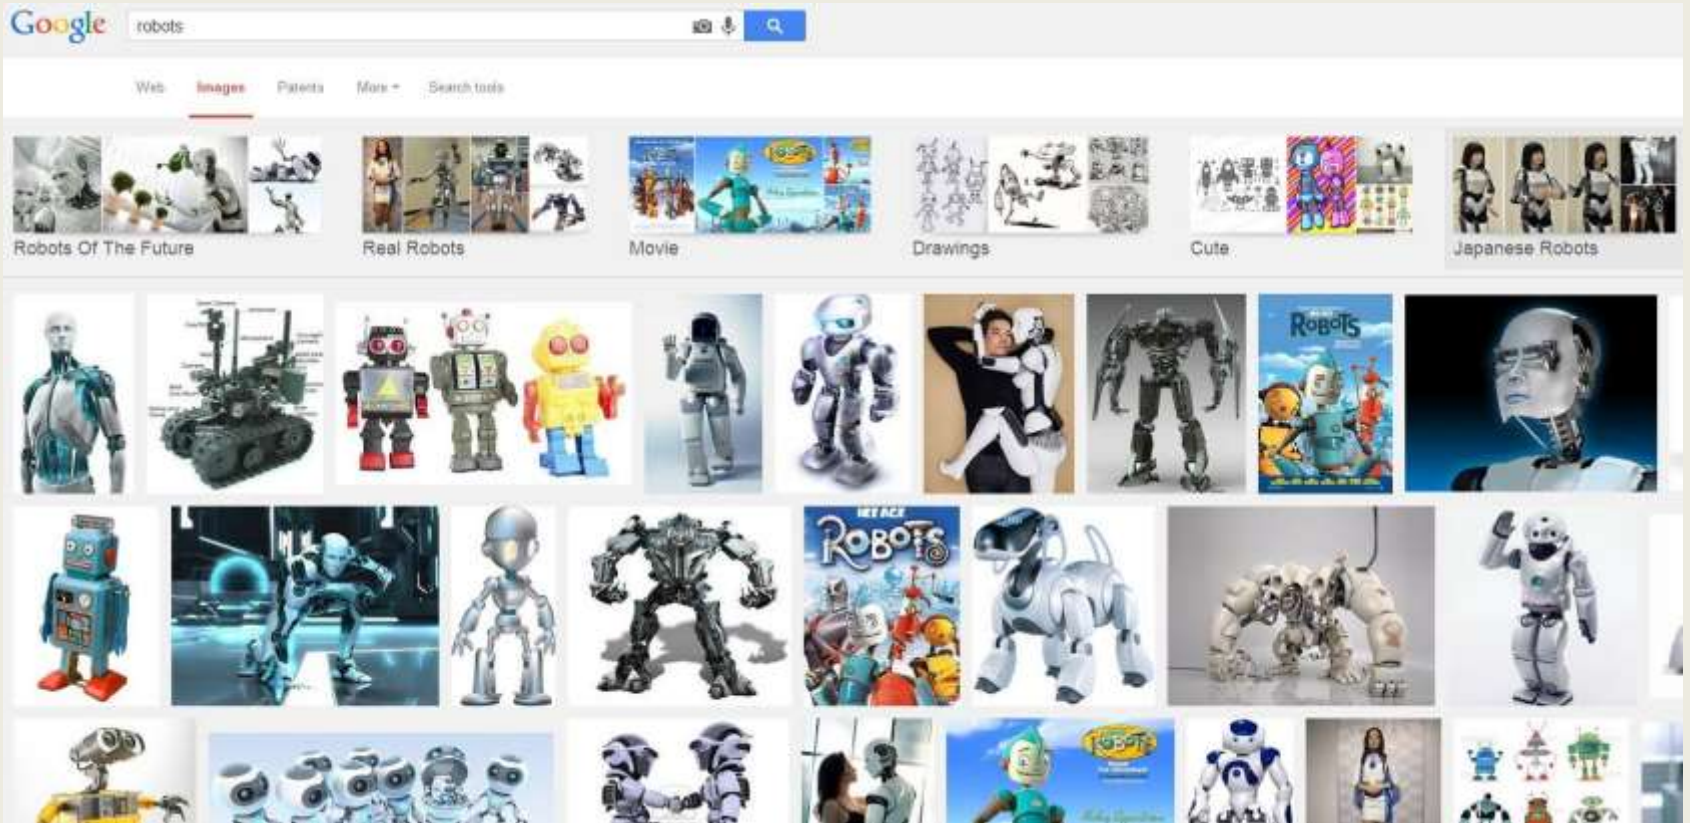 Google robots
Web Images Patents More Search tools
Robots Of The Future
Real Robots
Movie
Drawings
Cute
Japanese Robots
ROBOTS
ROBOTS
ROBOTS